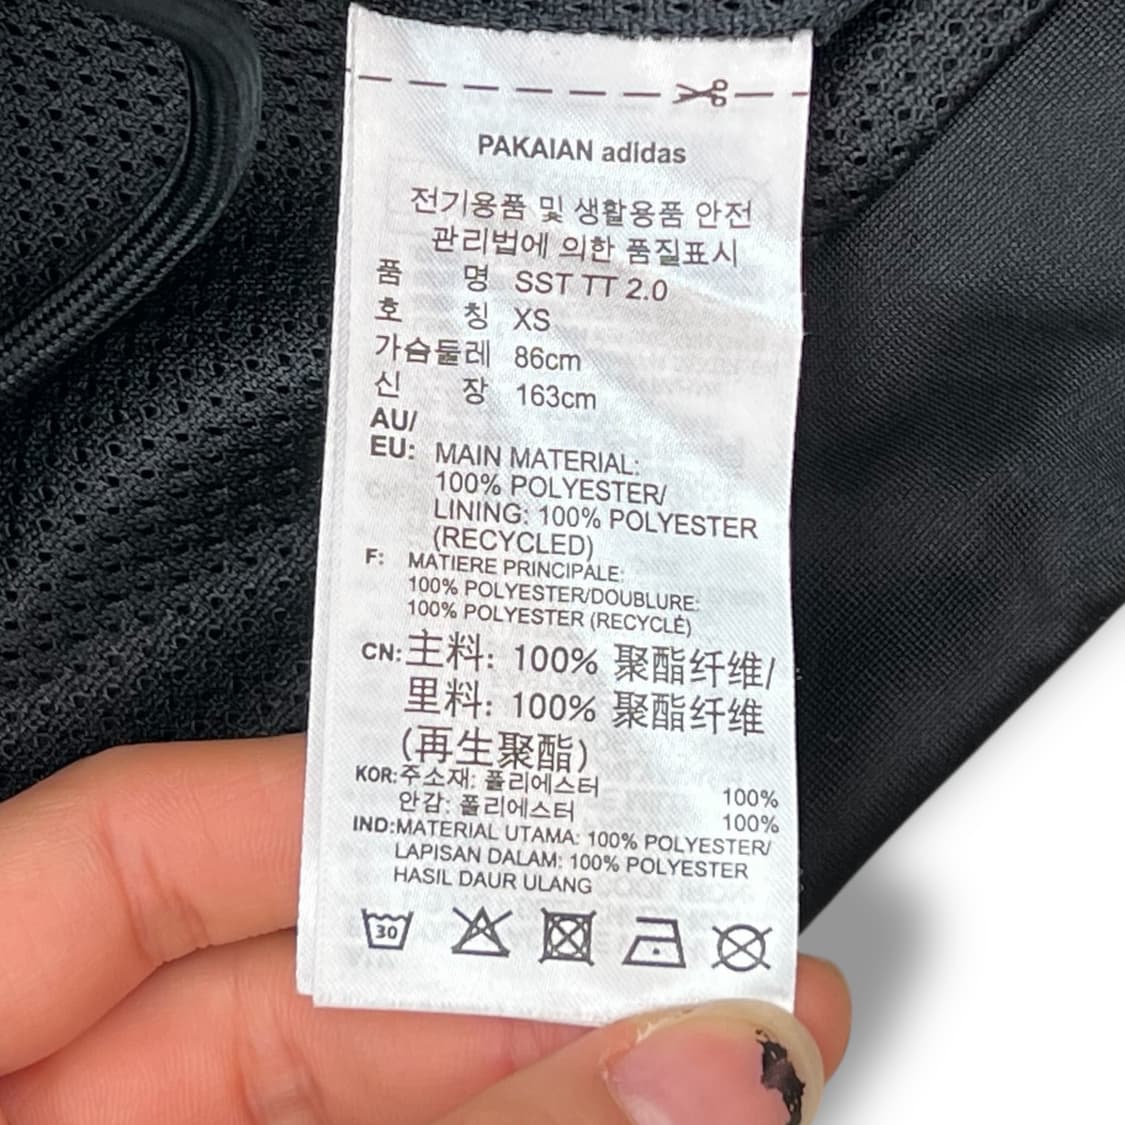 PAKAIAN adidas
전기용품 및 생활용품 안전
관리법에 의한 품질표시
품 명 SST TT 2.0
호 칭 XS
가슴둘레 86cm
신 장 163cm
AU/
EU: MAIN MATERIAL:
100% POLYESTER/
LINING: 100% POLYESTER
(RECYCLED)
F: MATIERE PRINCIPALE:
100% POLYESTER/DOUBLURE:
100% POLYESTER (RECYCLÉ)
CN: 主料: 100% 聚酯纤维/
里料: 100% 聚酯纤维
(再生聚酯)
KOR: 주소재: 폴리에스터 100%
안감: 폴리에스터 100%
IND: MATERIAL UTAMA: 100% POLYESTER/
LAPISAN DALAM: 100% POLYESTER
HASIL DAUR ULANG
30